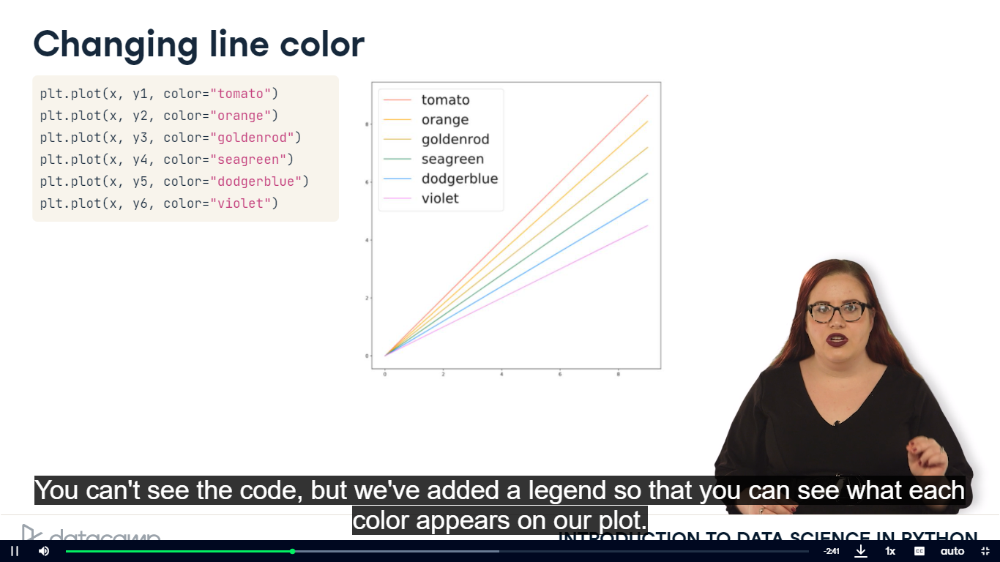 Changing line color
plt.plot(x, y1, color="tomato")
plt.plot(x, y2, color="orange")
plt.plot(x, y3, color="goldenrod")
plt.plot(x, y4, color="seagreen")
plt.plot(x, y5, color="dodgerblue")
plt.plot(x, y6, color="violet")
tomato
orange
goldenrod
seagreen
dodgerblue
violet
8
6
4
2
0
0 2 4 6 8
You can't see the code, but we've added a legend so that you can see what each
color appears on our plot.
datacamp
INTRODUCTION TO DATA SCIENCE IN PYTHON
-2:41
1x
CC
auto